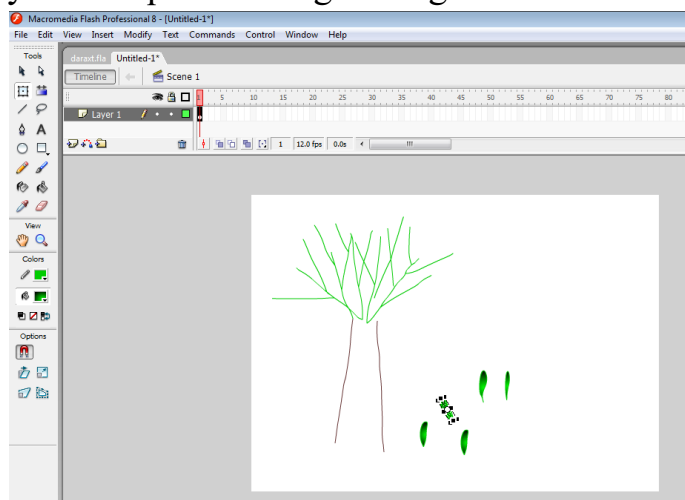 Macromedia Flash Professional 8 - [Untitled-1*]
File Edit View Insert Modify Text Commands Control Window Help
Tools
daraxt.fla Untitled-1*
Timeline Scene 1
1 5 10 15 20 25 30 35 40 45 50 55 60 65 70 75 80
Layer 1
1 12.0 fps 0.0s
View
Colors
Options